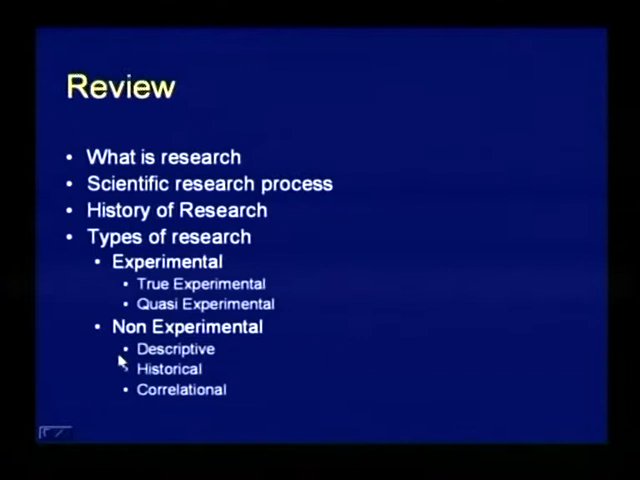 Review
• What is research
• Scientific research process
• History of Research
• Types of research
• Experimental
• True Experimental
• Quasi Experimental
• Non Experimental
• Descriptive
• Historical
• Correlational